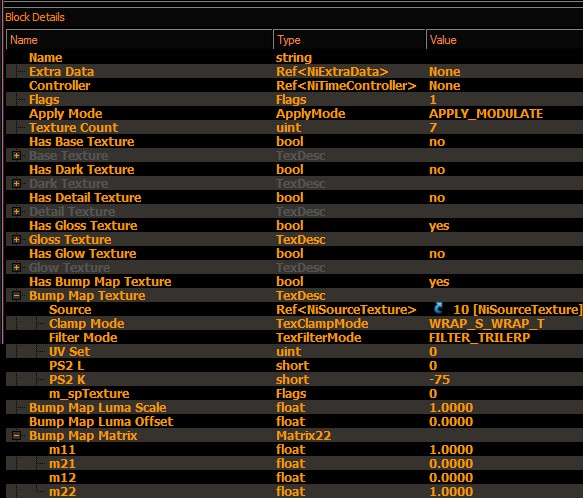 Block Details
Name Type Value
Name string
Extra Data Ref<NiExtraData> None
Controller Ref<NiTimeController> None
Flags Flags 1
Apply Mode ApplyMode APPLY_MODULATE
Texture Count uint 7
Has Base Texture bool no
Base Texture TexDesc
Has Dark Texture bool no
Dark Texture TexDesc
Has Detail Texture bool no
Detail Texture TexDesc
Has Gloss Texture bool yes
Gloss Texture TexDesc
Has Glow Texture bool no
Glow Texture TexDesc
Has Bump Map Texture bool yes
Bump Map Texture TexDesc
Source Ref<NiSourceTexture> 10 [NiSourceTexture]
Clamp Mode TexClampMode WRAP_S_WRAP_T
Filter Mode TexFilterMode FILTER_TRILERP
UV Set uint 0
PS2 L short 0
PS2 K short -75
m_spTexture Flags 0
Bump Map Luma Scale float 1.0000
Bump Map Luma Offset float 0.0000
Bump Map Matrix Matrix22
m11 float 1.0000
m21 float 0.0000
m12 float 0.0000
m22 float 1.0000